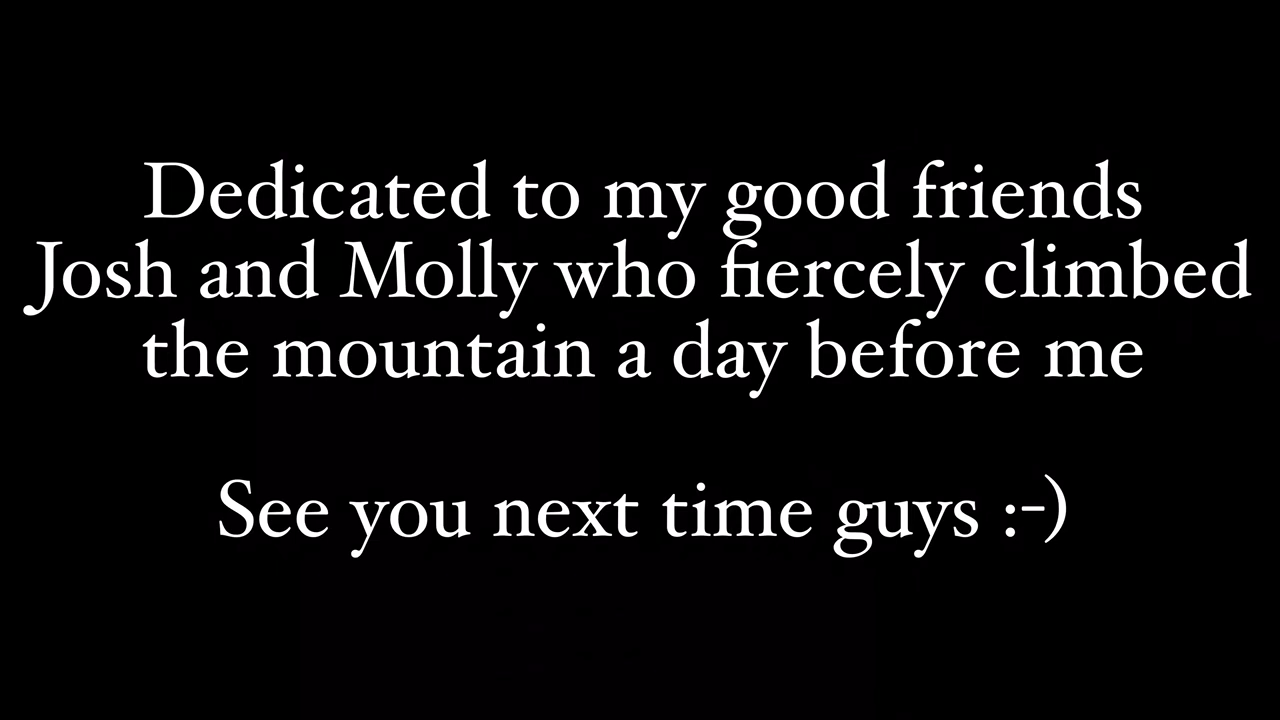 Dedicated to my good friends
Josh and Molly who fiercely climbed
the mountain a day before me
See you next time guys :-)